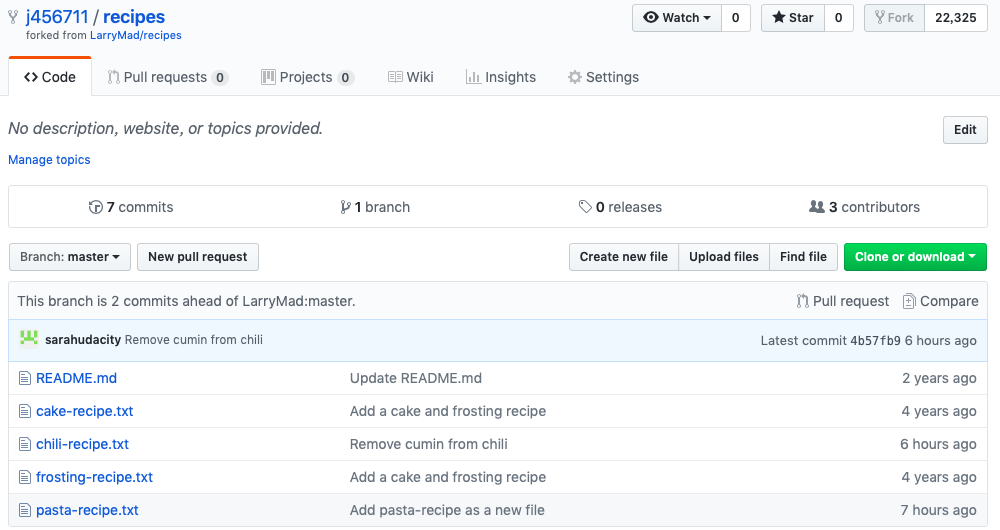 j456711 / recipes
Watch 0 Star 0 Fork 22,325
forked from LarryMad/recipes
Code Pull requests 0 Projects 0 Wiki Insights Settings
No description, website, or topics provided.
Edit
Manage topics
7 commits 1 branch 0 releases 3 contributors
Branch: master New pull request Create new file Upload files Find file Clone or download
This branch is 2 commits ahead of LarryMad:master. Pull request Compare
sarahudacity Remove cumin from chili Latest commit 4b57fb9 6 hours ago
README.md Update README.md 2 years ago
cake-recipe.txt Add a cake and frosting recipe 4 years ago
chili-recipe.txt Remove cumin from chili 6 hours ago
frosting-recipe.txt Add a cake and frosting recipe 4 years ago
pasta-recipe.txt Add pasta-recipe as a new file 7 hours ago